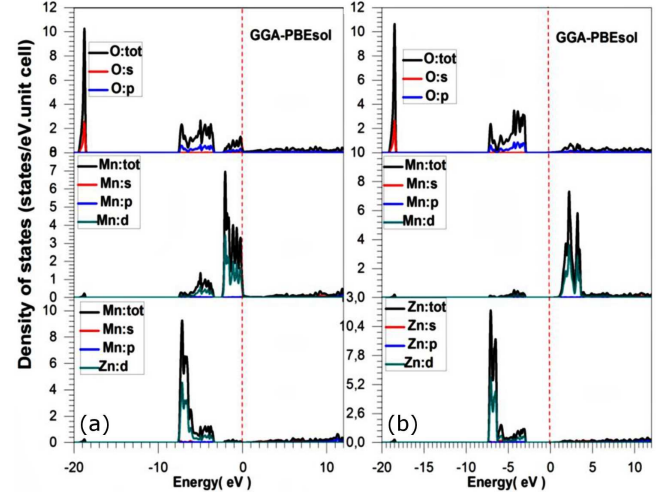 Density of states (states/eV.unit cell)
12
10
8
6
4
2
0
GGA-PBEsol
O:tot
O:s
O:p
7
6
5
4
3
2
1
0
Mn:tot
Mn:s
Mn:p
Mn:d
10
8
6
4
2
0
Mn:tot
Mn:s
Mn:p
Zn:d
(a)
-20
-10
0
10
Energy( eV )
12
10
8
6
4
2
0
GGA-PBEsol
O:tot
O:s
O:p
8
6
4
2
Mn:tot
Mn:s
Mn:p
Mn:d
3,0
10,4
7,8
5,2
2,6
0,0
Zn:tot
Zn:s
Zn:p
Zn:d
(b)
-20
-15
-10
-5
0
5
10
Energy( eV )